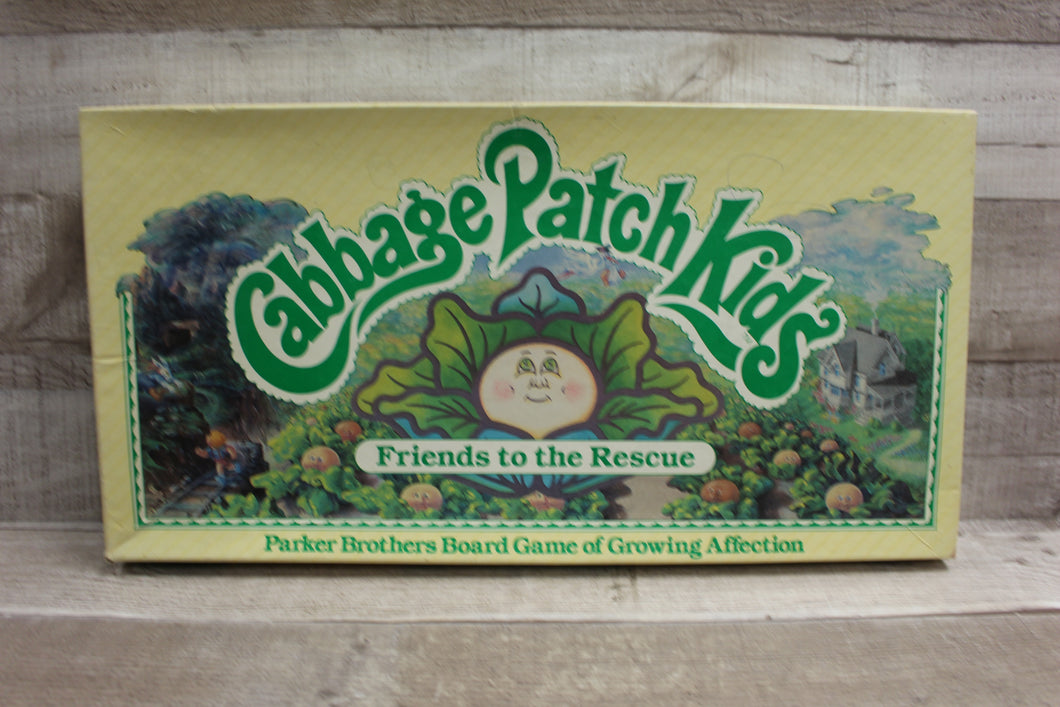 Cabbage Patch Kids
Friends to the Rescue
Parker Brothers Board Game of Growing Affection